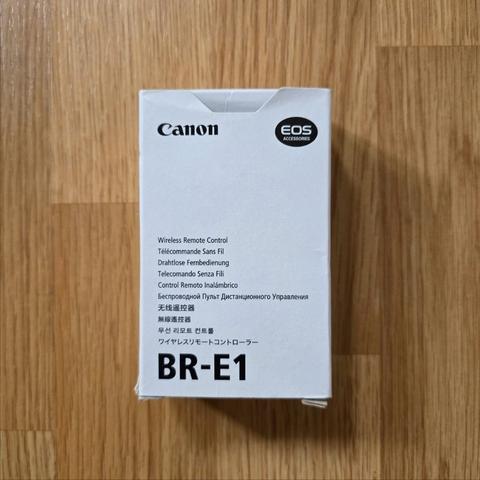 Canon
EOS
ACCESSORIES
Wireless Remote Control
Télécommande Sans Fil
Drahtlose Fernbedienung
Telecomando Senza Fili
Control Remoto Inalámbrico
Беспроводной Пульт Дистанционного Управления
无线遥控器
無線遙控器
무선 리모트 컨트롤
ワイヤレスリモートコントローラー
BR-E1